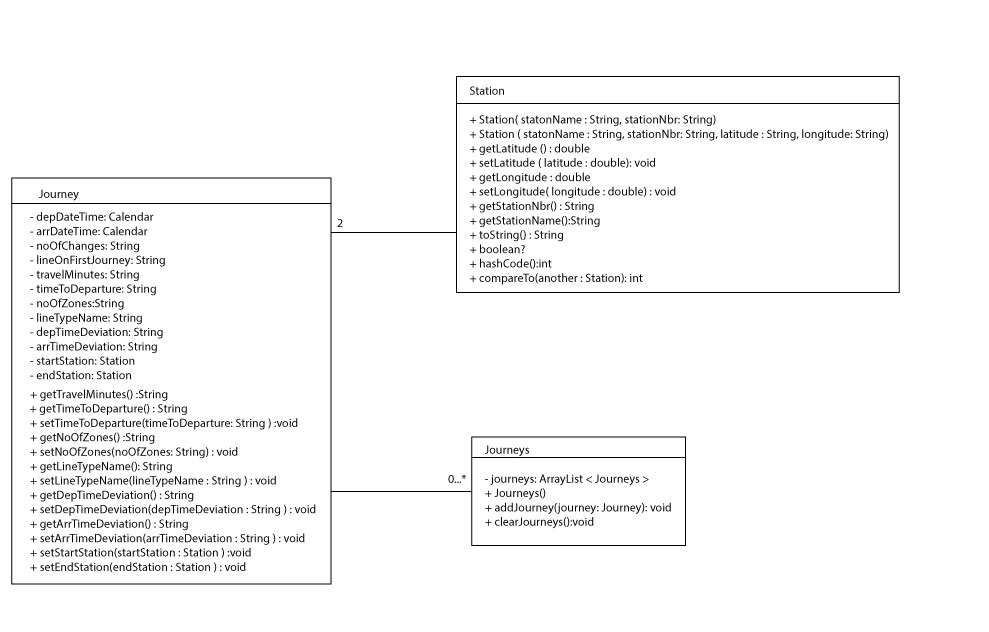 Station
+ Station( statonName : String, stationNbr: String)
+ Station ( statonName : String, stationNbr: String, latitude : String, longitude: String)
+ getLatitude () : double
+ setLatitude ( latitude : double): void
+ getLongitude : double
+ setLongitude( longitude : double) : void
+ getStationNbr() : String
+ getStationName():String
+ toString() : String
+ boolean?
+ hashCode():int
+ compareTo(another : Station): int
2
Journey
- depDateTime: Calendar
- arrDateTime: Calendar
- noOfChanges: String
- lineOnFirstJourney: String
- travelMinutes: String
- timeToDeparture: String
- noOfZones:String
- lineTypeName: String
- depTimeDeviation: String
- arrTimeDeviation: String
- startStation: Station
- endStation: Station
+ getTravelMinutes() :String
+ getTimeToDeparture() : String
+ setTimeToDeparture(timeToDeparture: String ) :void
+ getNoOfZones() :String
+ setNoOfZones(noOfZones: String) : void
+ getLineTypeName(): String
+ setLineTypeName(lineTypeName : String ) : void
+ getDepTimeDeviation() : String
+ setDepTimeDeviation(depTimeDeviation : String ) : void
+ getArrTimeDeviation() : String
+ setArrTimeDeviation(arrTimeDeviation : String ) : void
+ setStartStation(startStation : Station ) :void
+ setEndStation(endStation : Station ) : void
0...*
Journeys
- journeys: ArrayList < Journeys >
+ Journeys()
+ addJourney(journey: Journey): void
+ clearJourneys():void